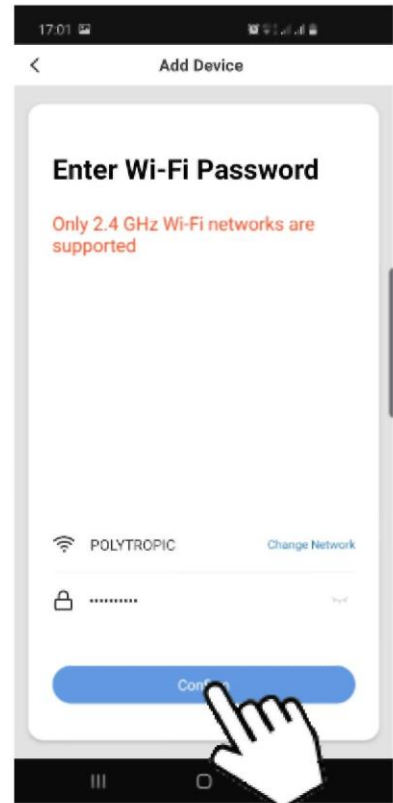 17:01
Add Device
Enter Wi-Fi Password
Only 2.4 GHz Wi-Fi networks are
supported
POLYTROPIC Change Network
··········